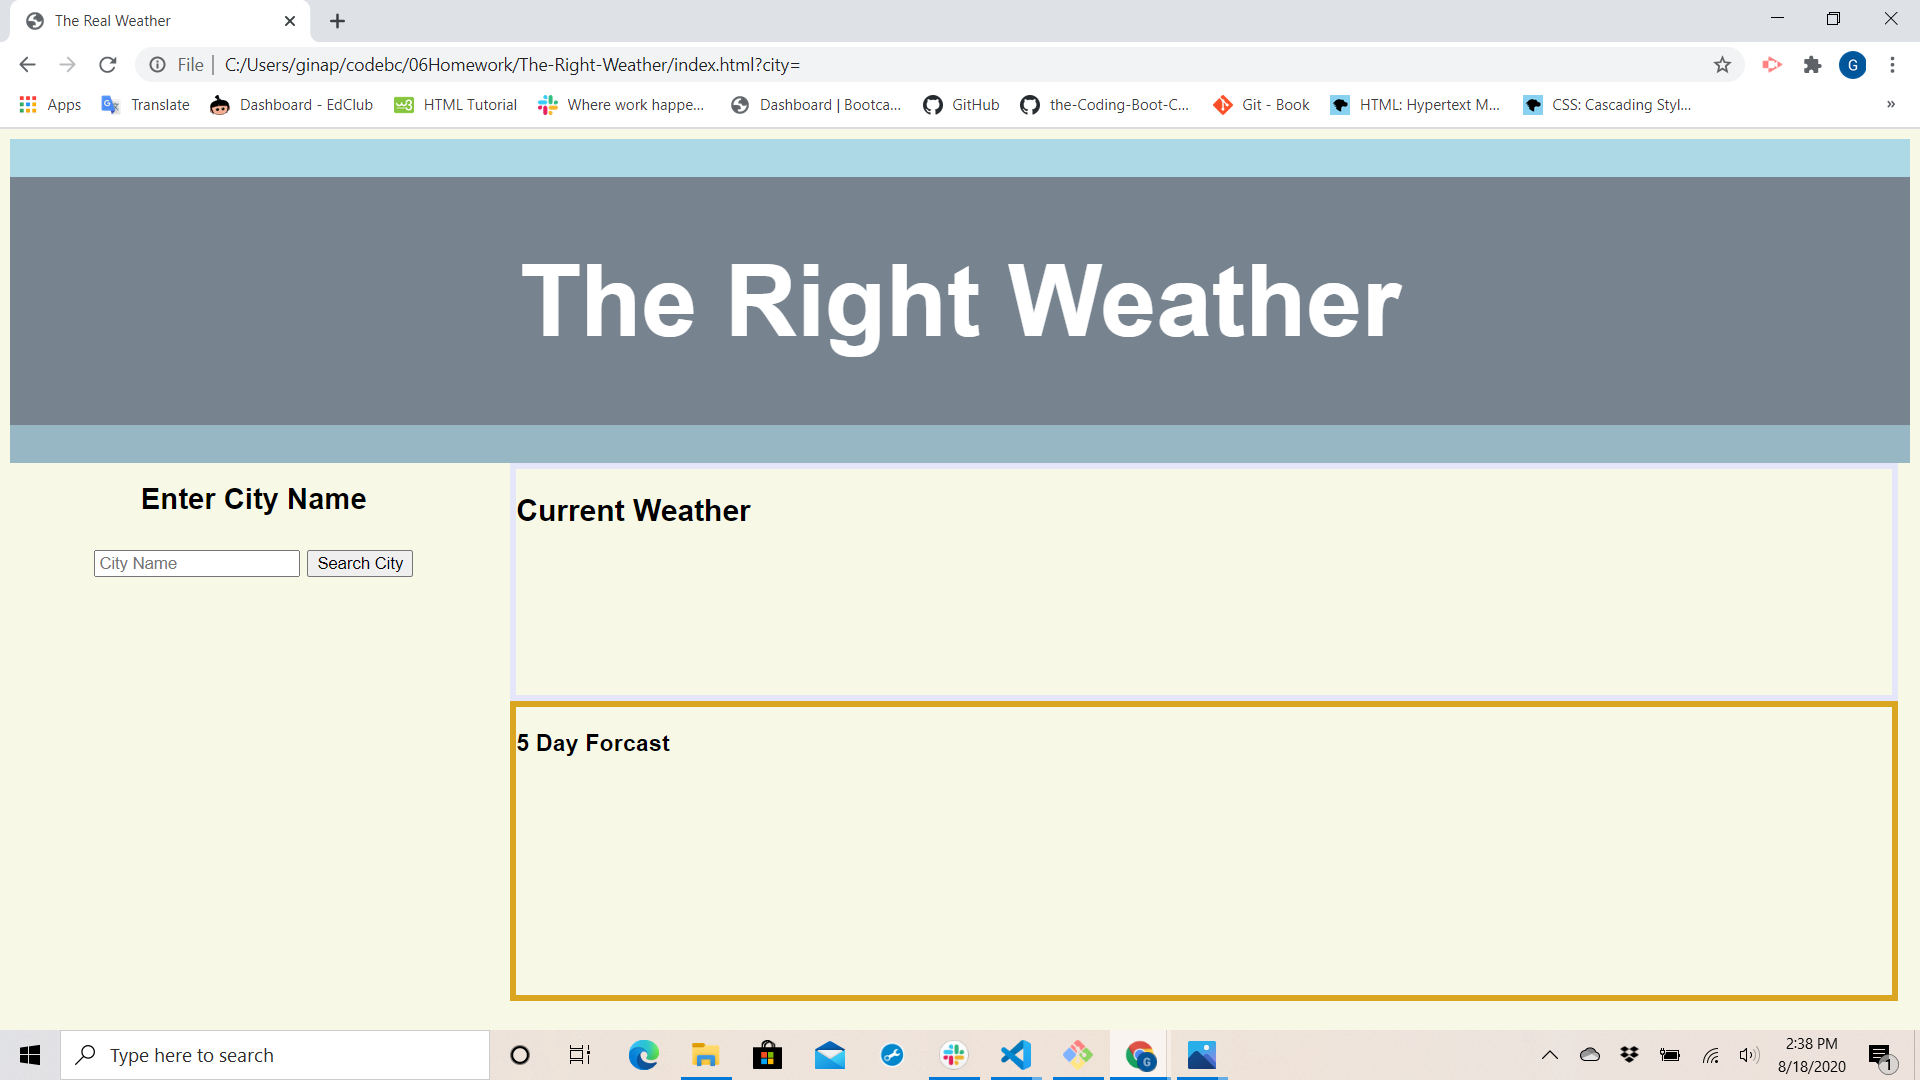 The Real Weather
File | C:/Users/ginap/codebc/06Homework/The-Right-Weather/index.html?city=
G
Apps Translate Dashboard - EdClub HTML Tutorial Where work happe... Dashboard | Bootca... GitHub the-Coding-Boot-C... Git - Book HTML: Hypertext M... CSS: Cascading Styl... »
The Right Weather
Enter City Name
City Name Search City
Current Weather
5 Day Forcast
Type here to search
2:38 PM
8/18/2020
1